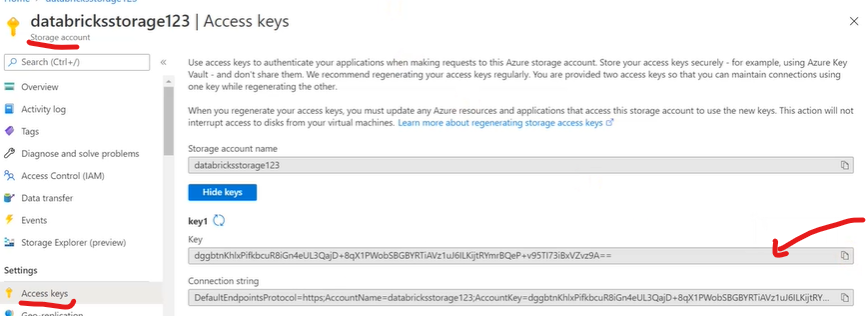 Home > databricksstorage123
databricksstorage123 | Access keys
Storage account
Search (Ctrl+/)
Overview
Activity log
Tags
Diagnose and solve problems
Access Control (IAM)
Data transfer
Events
Storage Explorer (preview)
Settings
Access keys
Geo-replication
Use access keys to authenticate your applications when making requests to this Azure storage account. Store your access keys securely - for example, using Azure Key
Vault - and don't share them. We recommend regenerating your access keys regularly. You are provided two access keys so that you can maintain connections using
one key while regenerating the other.
When you regenerate your access keys, you must update any Azure resources and applications that access this storage account to use the new keys. This action will not
interrupt access to disks from your virtual machines. Learn more about regenerating storage access keys
Storage account name
databricksstorage123
Hide keys
key1
Key
Connection string
DefaultEndpointsProtocol=https;AccountName=databricksstorage123;AccountKey=